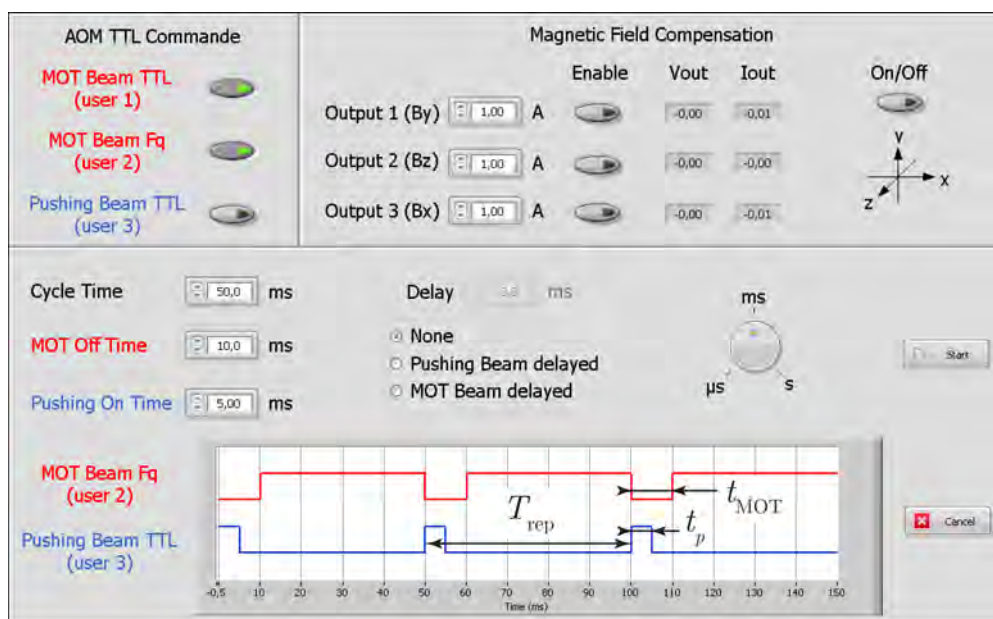 AOM TTL Commande
MOT Beam TTL
(user 1)
MOT Beam Fq
(user 2)
Pushing Beam TTL
(user 3)
Magnetic Field Compensation
Enable Vout Iout On/Off
Output 1 (By) 1,00 A -0,00 -0,01
Output 2 (Bz) 1,00 A -0,00 -0,00
Output 3 (Bx) 1,00 A -0,00 -0,01
Y
X
Z
Cycle Time 50,0 ms
MOT Off Time 10,0 ms
Pushing On Time 5,00 ms
Delay ms
None
Pushing Beam delayed
MOT Beam delayed
ms
µs
s
Start
Cancel
MOT Beam Fq
(user 2)
Pushing Beam TTL
(user 3)
T rep
t MOT
t p
-0,5 10 20 30 40 50 60 70 80 90 100 110 120 130 140 150
Time (ms)